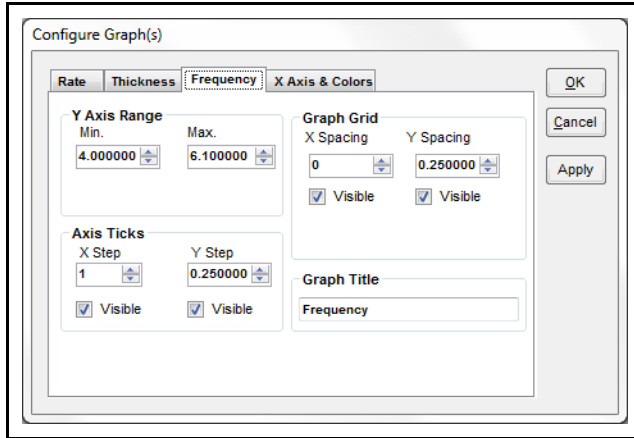 Configure Graph(s)
Rate Thickness Frequency X Axis & Colors
Y Axis Range
Min. Max.
4.000000 6.100000
Axis Ticks
X Step Y Step
1 0.250000
Visible Visible
Graph Grid
X Spacing Y Spacing
0 0.250000
Visible Visible
Graph Title
Frequency
OK
Cancel
Apply